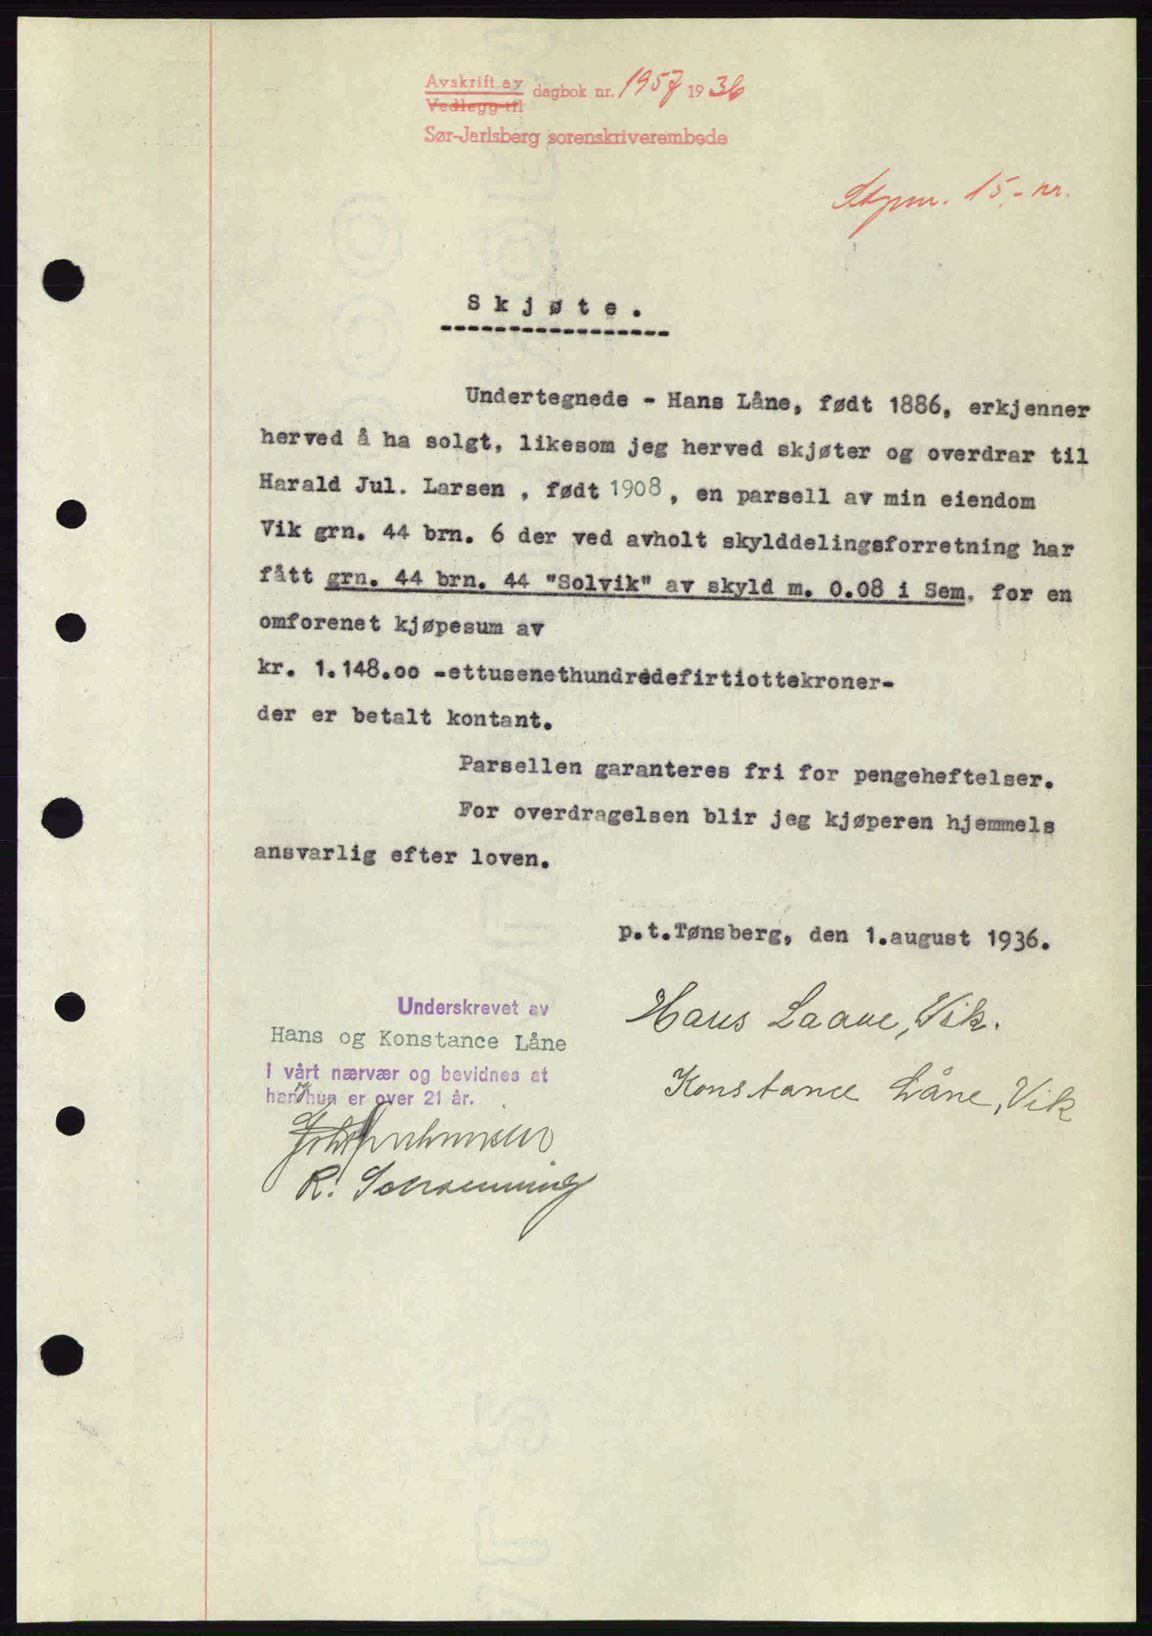 Avskrift av
Vedlegg til
dagbok nr. 1957 1936
Sør-Jarlsberg sorenskriverembede
15,- kr.
Skjøte.
Undertegnede - Hans Låne, født 1886, erkjenner
herved å ha solgt, likesom jeg herved skjøter og overdrar til
Harald Jul. Larsen , født 1908 , en parsell av min eiendom
Vik grn. 44 brn. 6 der ved avholt skylddelingsforretning har
fått grn. 44 brn. 44 "Solvik" av skyld m. 0.08 i Sem, for en
omforenet kjøpesum av
kr. 1.148.oo -ettusenethundredefirtiottekroner-
der er betalt kontant.
Parsellen garanteres fri for pengeheftelser.
For overdragelsen blir jeg kjøperen hjemmels
ansvarlig efter loven.
p.t.Tønsberg, den 1.august 1936.
Hans Laane, Vik.
Konstance Låne, Vik
Underskrevet av
Hans og Konstance Låne
i vårt nærvær og bevidnes at
han/hun er over 21 år.
R.